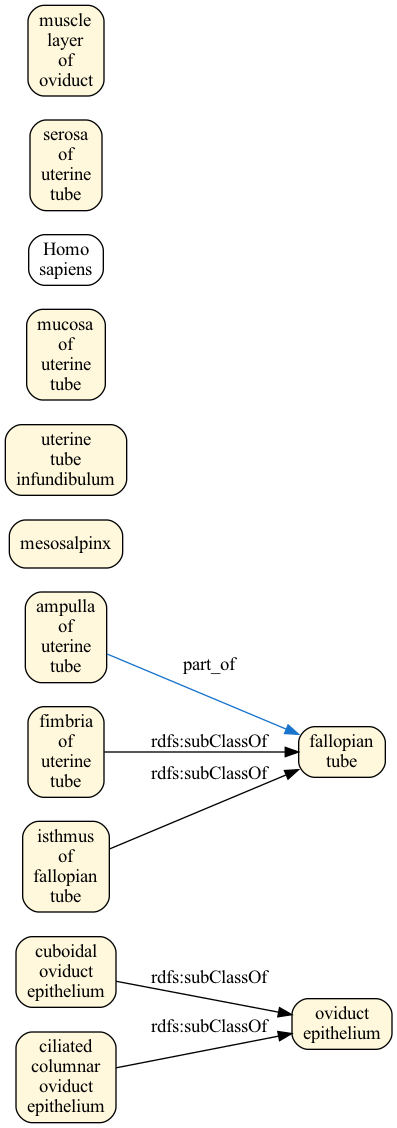 muscle
layer
of
oviduct
serosa
of
uterine
tube
Homo
sapiens
mucosa
of
uterine
tube
uterine
tube
infundibulum
mesosalpinx
ampulla
of
uterine
tube
part_of
fimbria
of
uterine
tube
rdfs:subClassOf
rdfs:subClassOf
fallopian
tube
isthmus
of
fallopian
tube
cuboidal
oviduct
epithelium
rdfs:subClassOf
rdfs:subClassOf
oviduct
epithelium
ciliated
columnar
oviduct
epithelium